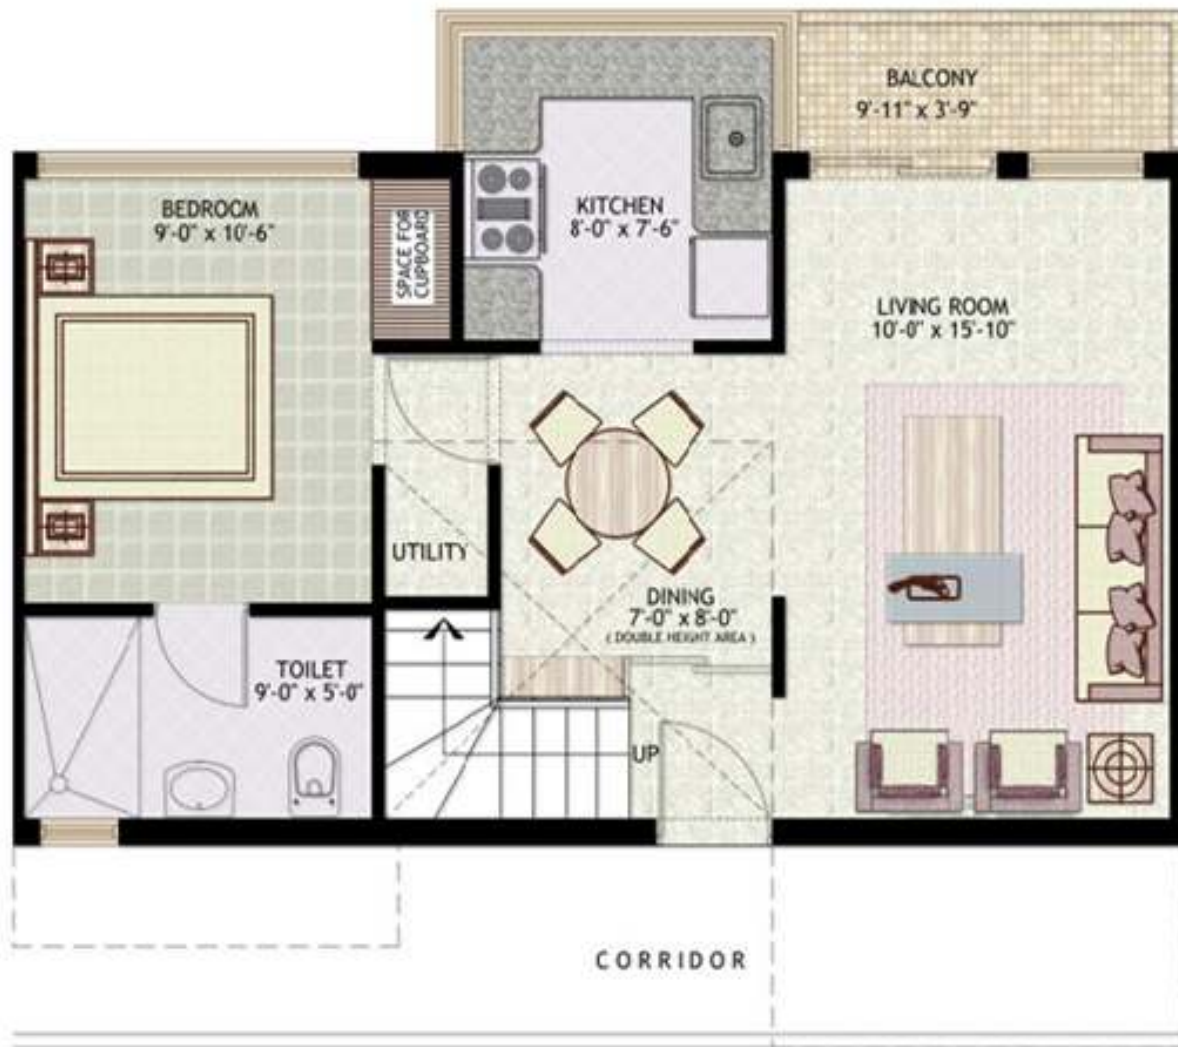 BALCONY
9'-11" x 3'-9"
BEDROOM
9'-0" x 10'-6"
SPACE FOR
CUPBOARD
KITCHEN
8'-0" x 7'-6"
LIVING ROOM
10'-0" x 15'-10"
UTILITY
DINING
7'-0" x 8'-0"
( DOUBLE HEIGHT AREA )
TOILET
9'-0" x 5'-0"
UP
CORRIDOR